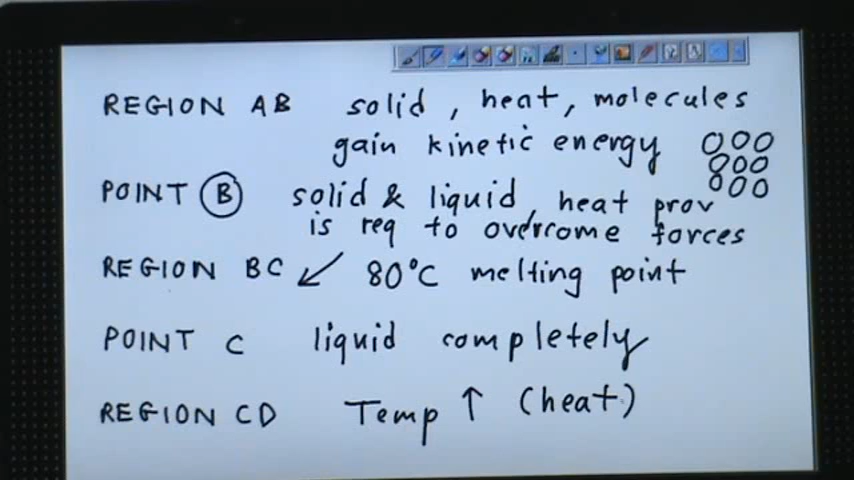 REGION AB solid, heat, molecules
gain kinetic energy
POINT B solid & liquid, heat prov
is req to overcome forces
REGION BC ↙ 80°C melting point
POINT C liquid completely
REGION CD Temp ↑ (heat)